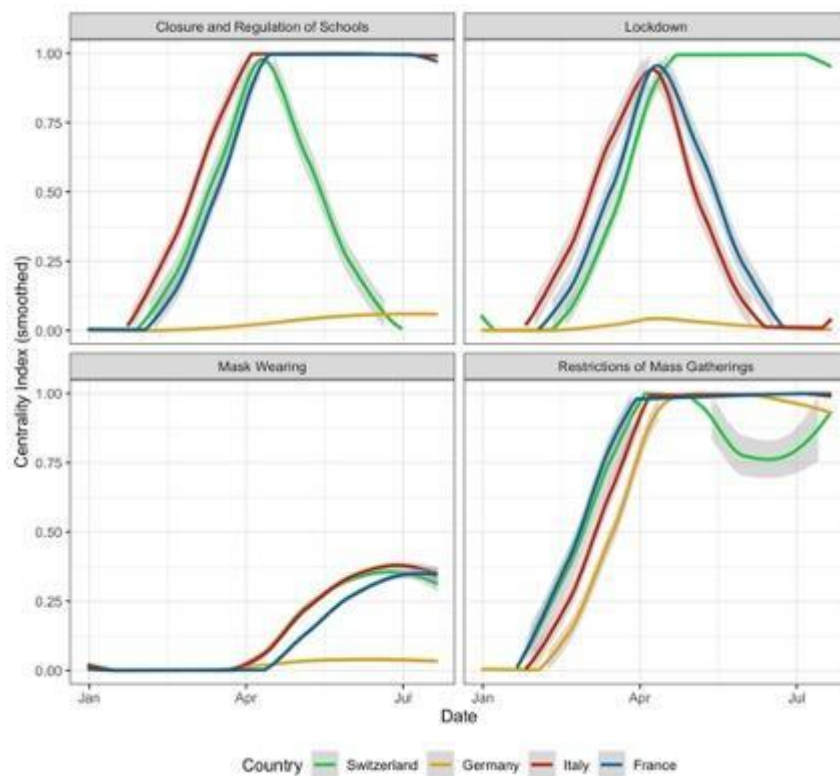 Closure and Regulation of Schools
Lockdown
1.00
0.75
0.50
0.25
0.00
Mask Wearing
Restrictions of Mass Gatherings
1.00
0.75
0.50
0.25
0.00
Centrality Index (smoothed)
Jan Apr Jul Jan Apr Jul
Date
Country Switzerland Germany Italy France